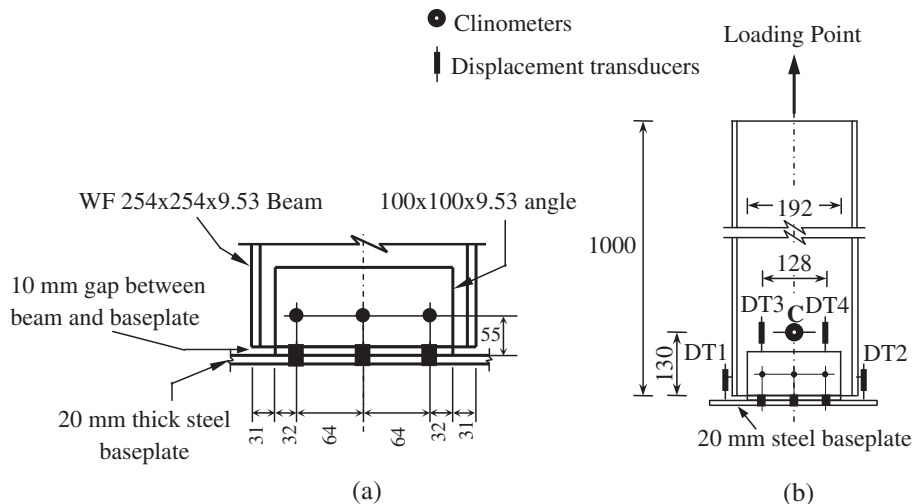 Clinometers
Displacement transducers
Loading Point
WF 254x254x9.53 Beam
100x100x9.53 angle
10 mm gap between
beam and baseplate
20 mm thick steel
baseplate
55
31
32
64
64
32
31
(a)
1000
192
128
DT3
C
DT4
130
DT1
DT2
20 mm steel baseplate
(b)